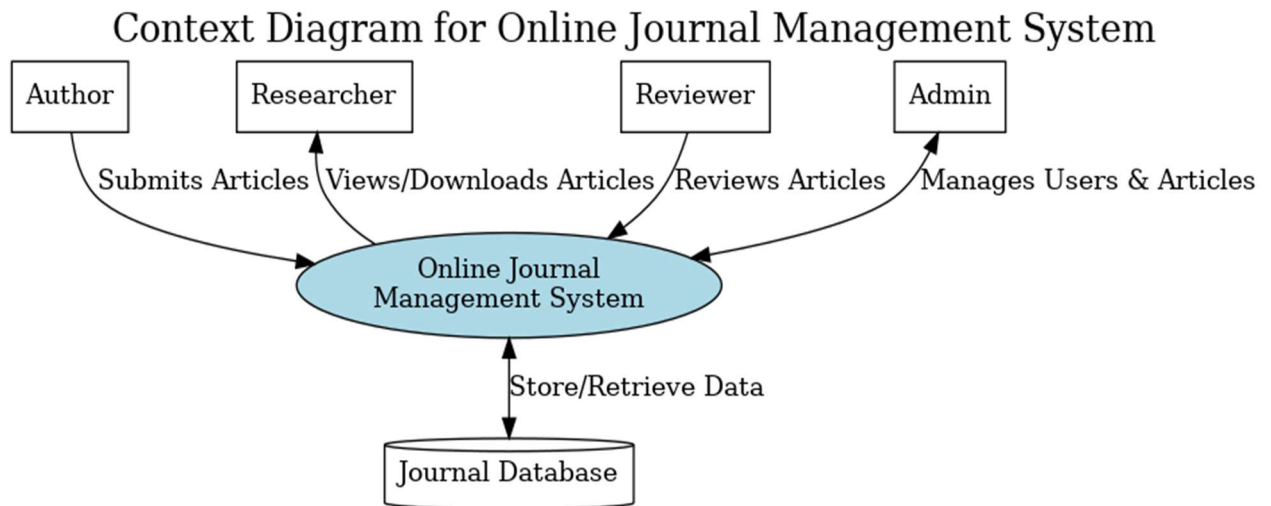 Context Diagram for Online Journal Management System
Author
Researcher
Reviewer
Admin
Submits Articles
Views/Downloads Articles
Reviews Articles
Manages Users & Articles
Online Journal
Management System
Store/Retrieve Data
Journal Database